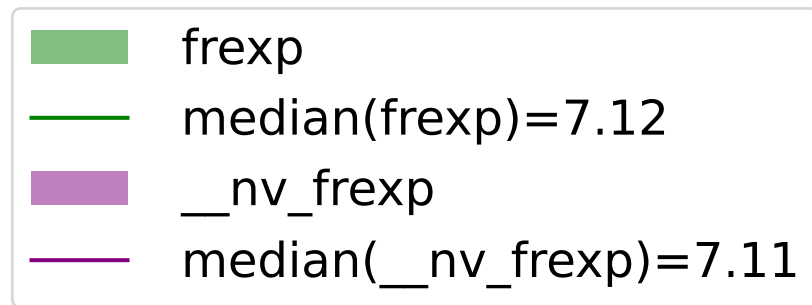 frexp
median(frexp)=7.12
__nv_frexp
median(__nv_frexp)=7.11